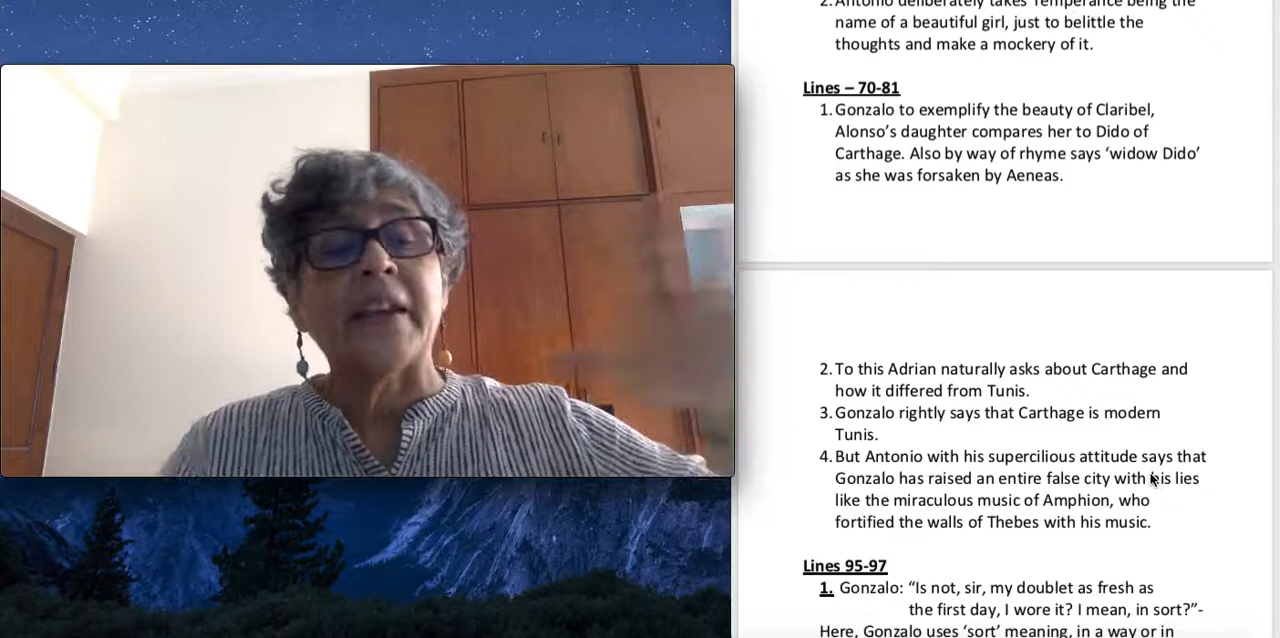 2. Antonio deliberately takes Temperance being the
name of a beautiful girl, just to belittle the
thoughts and make a mockery of it.
Lines – 70-81
1. Gonzalo to exemplify the beauty of Claribel,
Alonso’s daughter compares her to Dido of
Carthage. Also by way of rhyme says ‘widow Dido’
as she was forsaken by Aeneas.
2. To this Adrian naturally asks about Carthage and
how it differed from Tunis.
3. Gonzalo rightly says that Carthage is modern
Tunis.
4. But Antonio with his supercilious attitude says that
Gonzalo has raised an entire false city with his lies
like the miraculous music of Amphion, who
fortified the walls of Thebes with his music.
Lines 95-97
1. Gonzalo: “Is not, sir, my doublet as fresh as
the first day, I wore it? I mean, in sort?”-
Here, Gonzalo uses ‘sort’ meaning, in a way or in